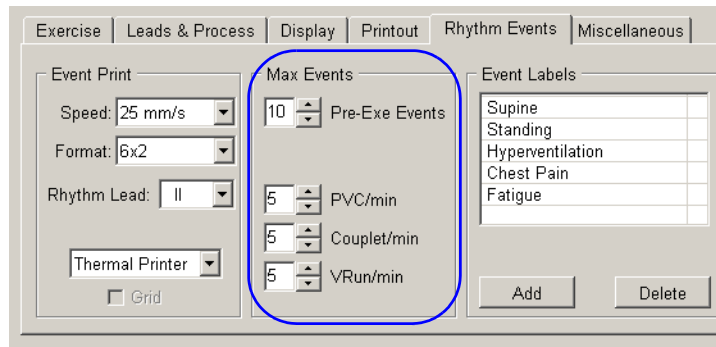 Exercise Leads & Process Display Printout Rhythm Events Miscellaneous
Event Print
Speed: 25 mm/s
Format: 6x2
Rhythm Lead: II
Thermal Printer
Grid
Max Events
10 Pre-Exe Events
5 PVC/min
5 Couplet/min
5 VRun/min
Event Labels
Supine
Standing
Hyperventilation
Chest Pain
Fatigue
Add Delete